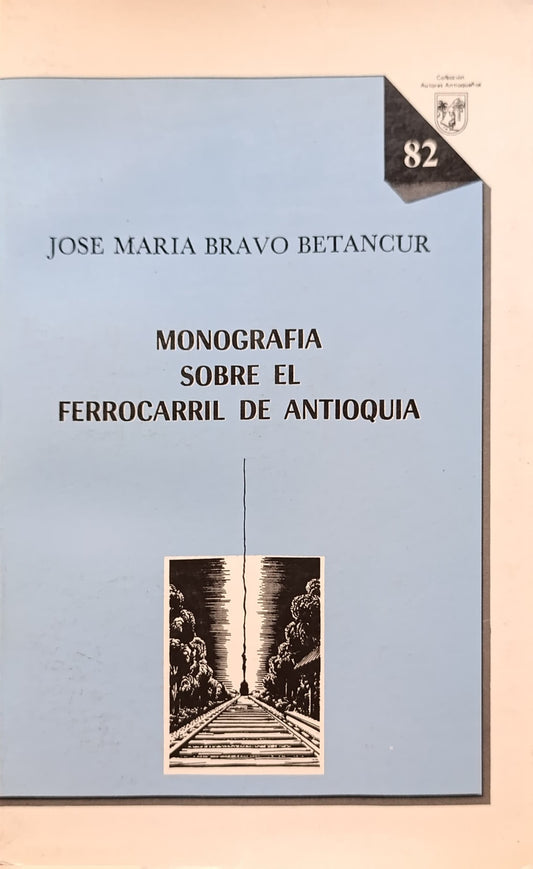 Colección
Autores Antioqueños
82
JOSE MARIA BRAVO BETANCUR
MONOGRAFIA
SOBRE EL
FERROCARRIL DE ANTIOQUIA